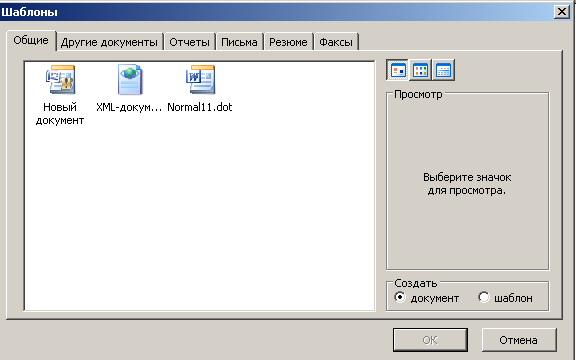 Шаблоны
Общие Другие документы Отчеты Письма Резюме Факсы
Новый документ
XML-докум...
Normal11.dot
Просмотр
Выберите значок
для просмотра.
Создать
документ шаблон
OK Отмена